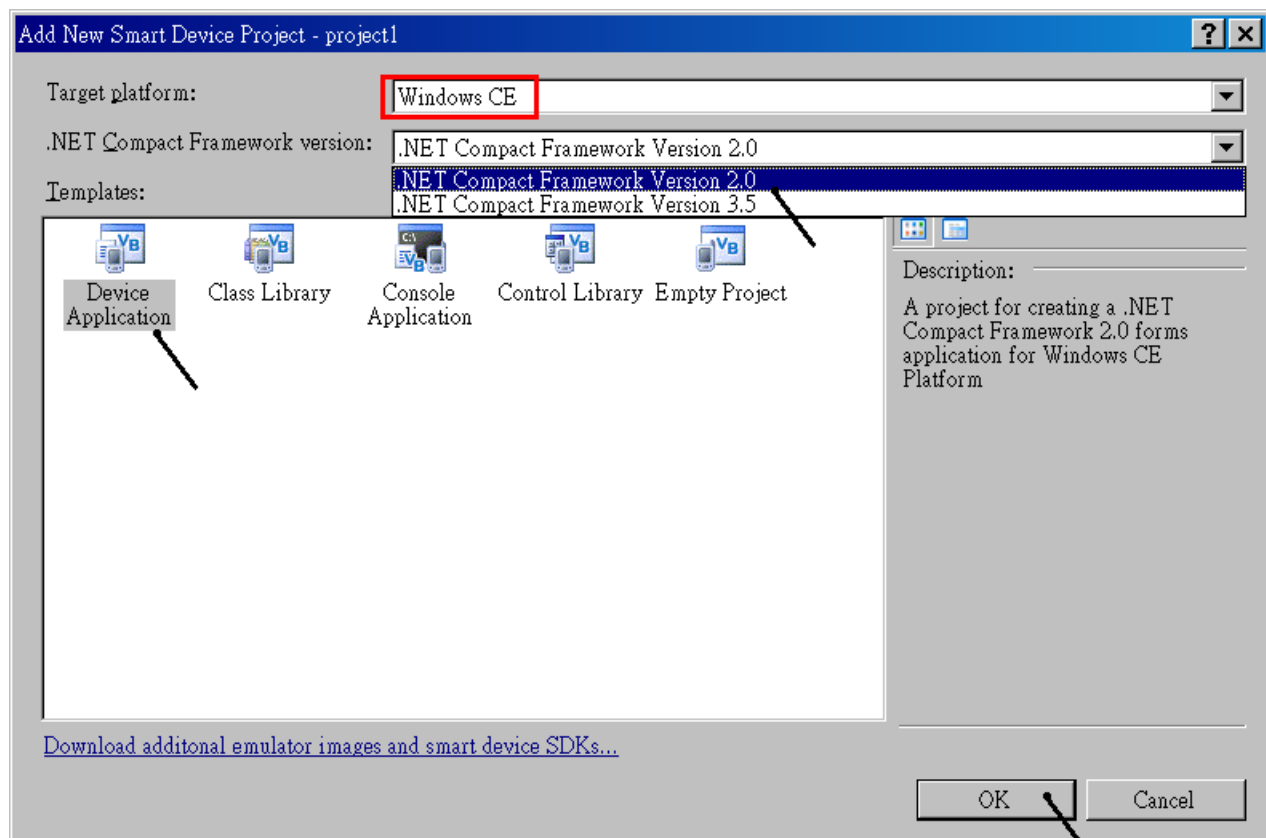 Add New Smart Device Project - project1
Target platform:
Windows CE
.NET Compact Framework version:
.NET Compact Framework Version 2.0
.NET Compact Framework Version 2.0
.NET Compact Framework Version 3.5
Templates:
Device
Application
Class Library
Console
Application
Control Library
Empty Project
Description:
A project for creating a .NET
Compact Framework 2.0 forms
application for Windows CE
Platform
Download additonal emulator images and smart device SDKs...
OK
Cancel